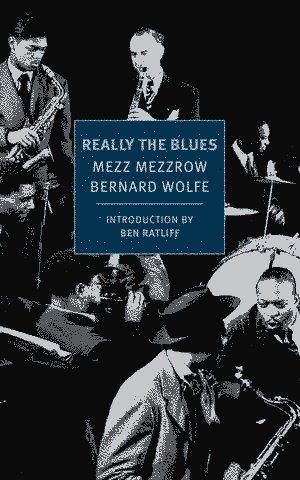 REALLY THE BLUES
MEZZ MEZZROW
BERNARD WOLFE
INTRODUCTION BY
BEN RATLIFF